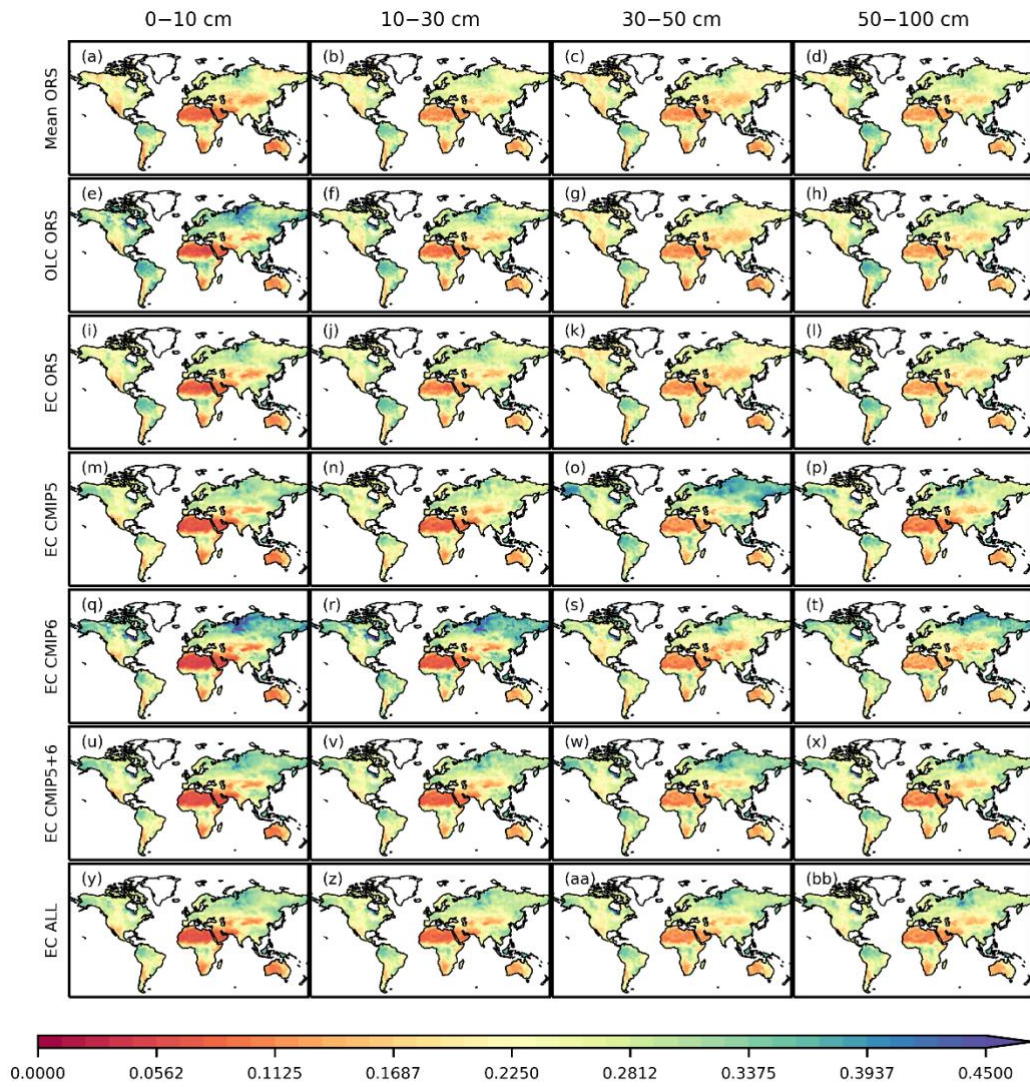 0−10 cm 10−30 cm 30−50 cm 50−100 cm
Mean ORS (a) (b) (c) (d)
OLC ORS (e) (f) (g) (h)
EC ORS (i) (j) (k) (l)
EC CMIP5 (m) (n) (o) (p)
EC CMIP6 (q) (r) (s) (t)
EC CMIP5+6 (u) (v) (w) (x)
EC ALL (y) (z) (aa) (bb)
0.0000 0.0562 0.1125 0.1687 0.2250 0.2812 0.3375 0.3937 0.4500